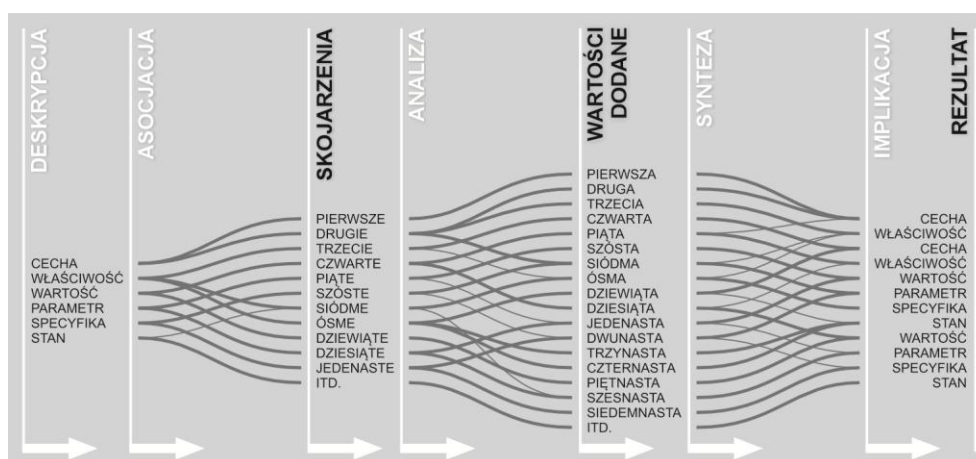 DESKRYPCJA
ASOCJACJA
SKOJARZENIA
ANALIZA
WARTOŚCI
DODANE
SYNTEZA
IMPLIKACJA
REZULTAT
CECHA
WŁAŚCIWOŚĆ
WARTOŚĆ
PARAMETR
SPECYFIKA
STAN
PIERWSZE
DRUGIE
TRZECIE
CZWARTE
PIĄTE
SZÒSTE
SIÓDME
ÓSME
DZIEWIĄTE
DZIESIĄTE
JEDENASTE
ITD.
PIERWSZA
DRUGA
TRZECIA
CZWARTA
PIĄTA
SZÒSTA
SIÓDMA
ÓSMA
DZIEWIĄTA
DZIESIĄTA
JEDENASTA
DWUNASTA
TRZYNASTA
CZTERNASTA
PIĘTNASTA
SZESNASTA
SIEDEMNASTA
ITD.
CECHA
WŁAŚCIWOŚĆ
CECHA
WŁAŚCIWOŚĆ
WARTOŚĆ
PARAMETR
SPECYFIKA
STAN
WARTOŚĆ
PARAMETR
SPECYFIKA
STAN